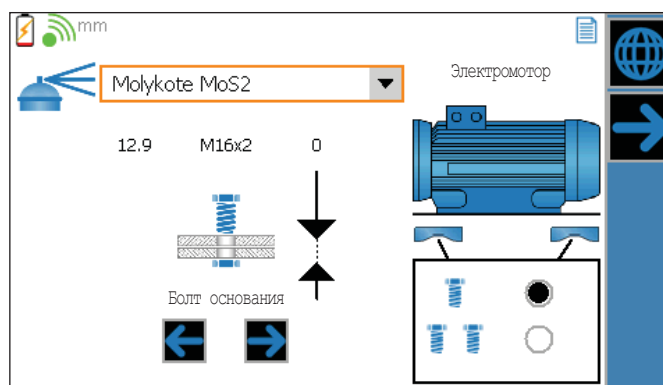 mm
Molykote MoS2
Электромотор
12.9 M16x2 0
Болт основания